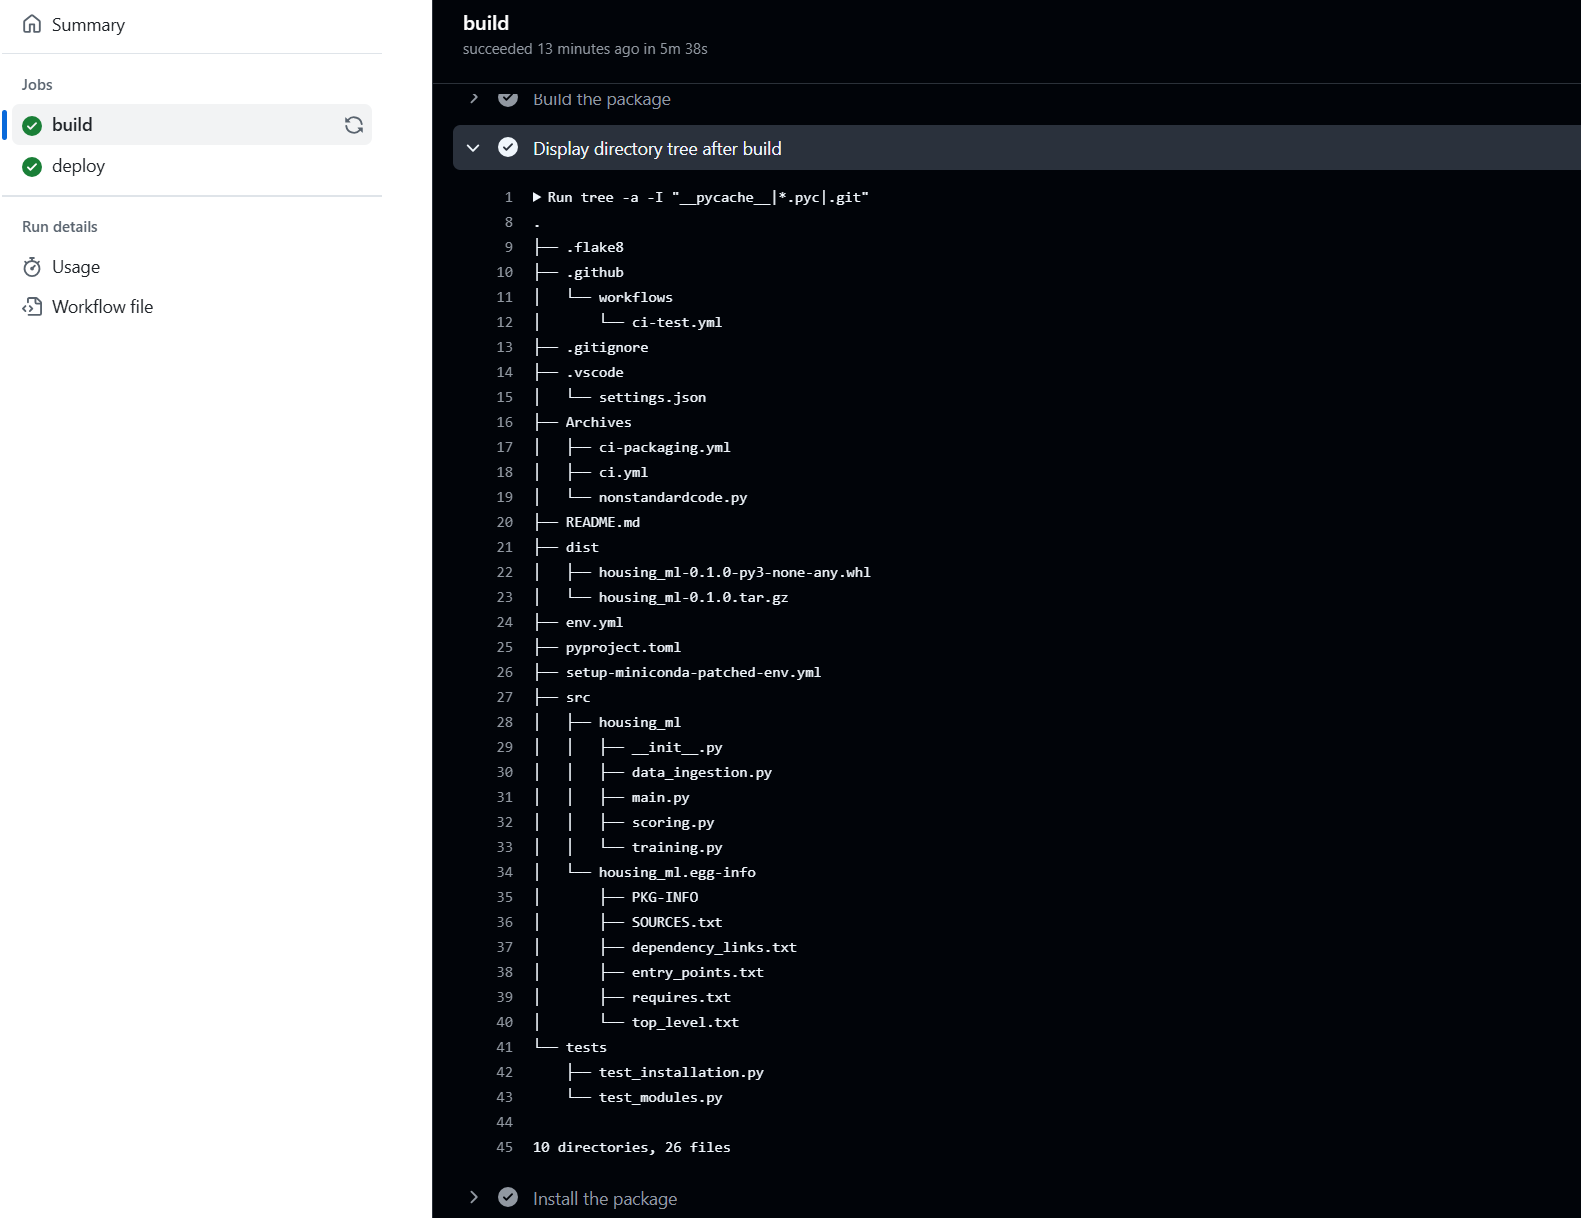 Summary
Jobs
build
deploy
Run details
Usage
Workflow file
build
succeeded 13 minutes ago in 5m 38s
Build the package
Display directory tree after build
1 Run tree -a -I "__pycache__|*.pyc|.git"
8 .
9 ├── .flake8
10 ├── .github
11 │   └── workflows
12 │       └── ci-test.yml
13 ├── .gitignore
14 ├── .vscode
15 │   └── settings.json
16 ├── Archives
17 │   ├── ci-packaging.yml
18 │   ├── ci.yml
19 │   └── nonstandardcode.py
20 ├── README.md
21 ├── dist
22 │   ├── housing_ml-0.1.0-py3-none-any.whl
23 │   └── housing_ml-0.1.0.tar.gz
24 ├── env.yml
25 ├── pyproject.toml
26 ├── setup-miniconda-patched-env.yml
27 ├── src
28 │   ├── housing_ml
29 │   │   ├── __init__.py
30 │   │   ├── data_ingestion.py
31 │   │   ├── main.py
32 │   │   ├── scoring.py
33 │   │   └── training.py
34 │   └── housing_ml.egg-info
35 │       ├── PKG-INFO
36 │       ├── SOURCES.txt
37 │       ├── dependency_links.txt
38 │       ├── entry_points.txt
39 │       ├── requires.txt
40 │       └── top_level.txt
41 └── tests
42     ├── test_installation.py
43     └── test_modules.py
44
45 10 directories, 26 files
Install the package